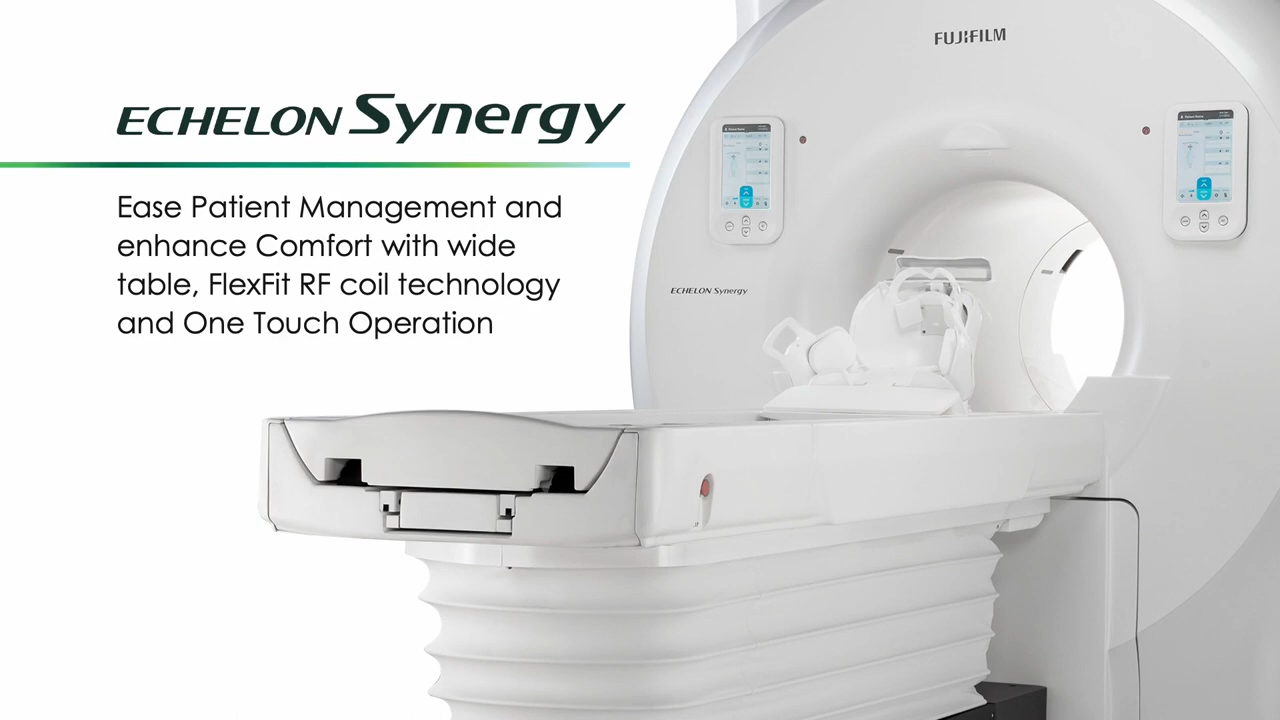 FUJIFILM
ECHELON Synergy
Ease Patient Management and
enhance Comfort with wide
table, FlexFit RF coil technology
and One Touch Operation
ECHELON Synergy